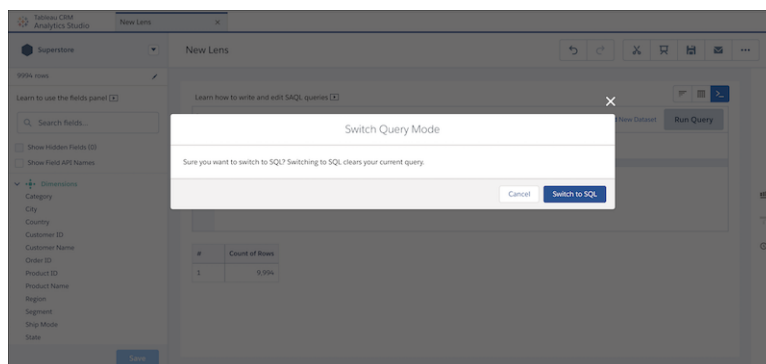 Tableau CRM
Analytics Studio
New Lens
Superstore
New Lens
9994 rows
Learn to use the fields panel
Learn how to write and edit SAQL queries
Search fields...
New Dataset
Run Query
Switch Query Mode
Show Hidden Fields (0)
Show Field API Names
Sure you want to switch to SQL? Switching to SQL clears your current query.
Cancel
Switch to SQL
Dimensions
Category
City
Country
Customer ID
Customer Name
Order ID
Product ID
Product Name
Region
Segment
Ship Mode
State
# Count of Rows
1 9,994
Save